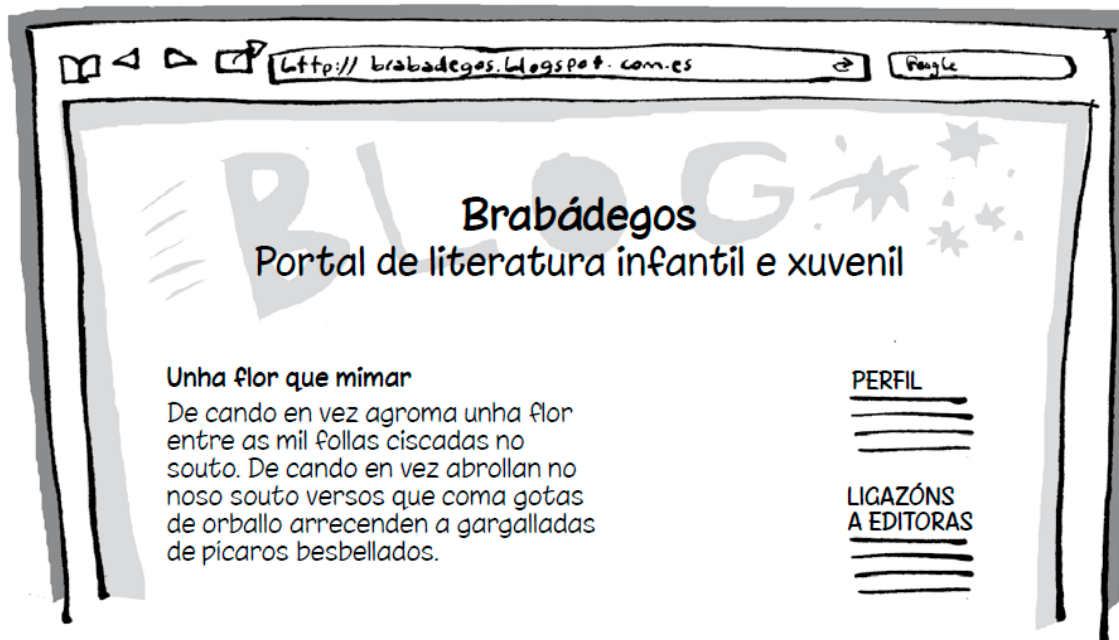 http:// brabadegos.blogspot.com.es
Google
BLOG
Brabádegos
Portal de literatura infantil e xuvenil
Unha flor que mimar
De cando en vez agroma unha flor
entre as mil follas ciscadas no
souto. De cando en vez abrollan no
noso souto versos que coma gotas
de orballo arrecenden a gargalladas
de pícaros besbellados.
PERFIL
LIGAZÓNS
A EDITORAS